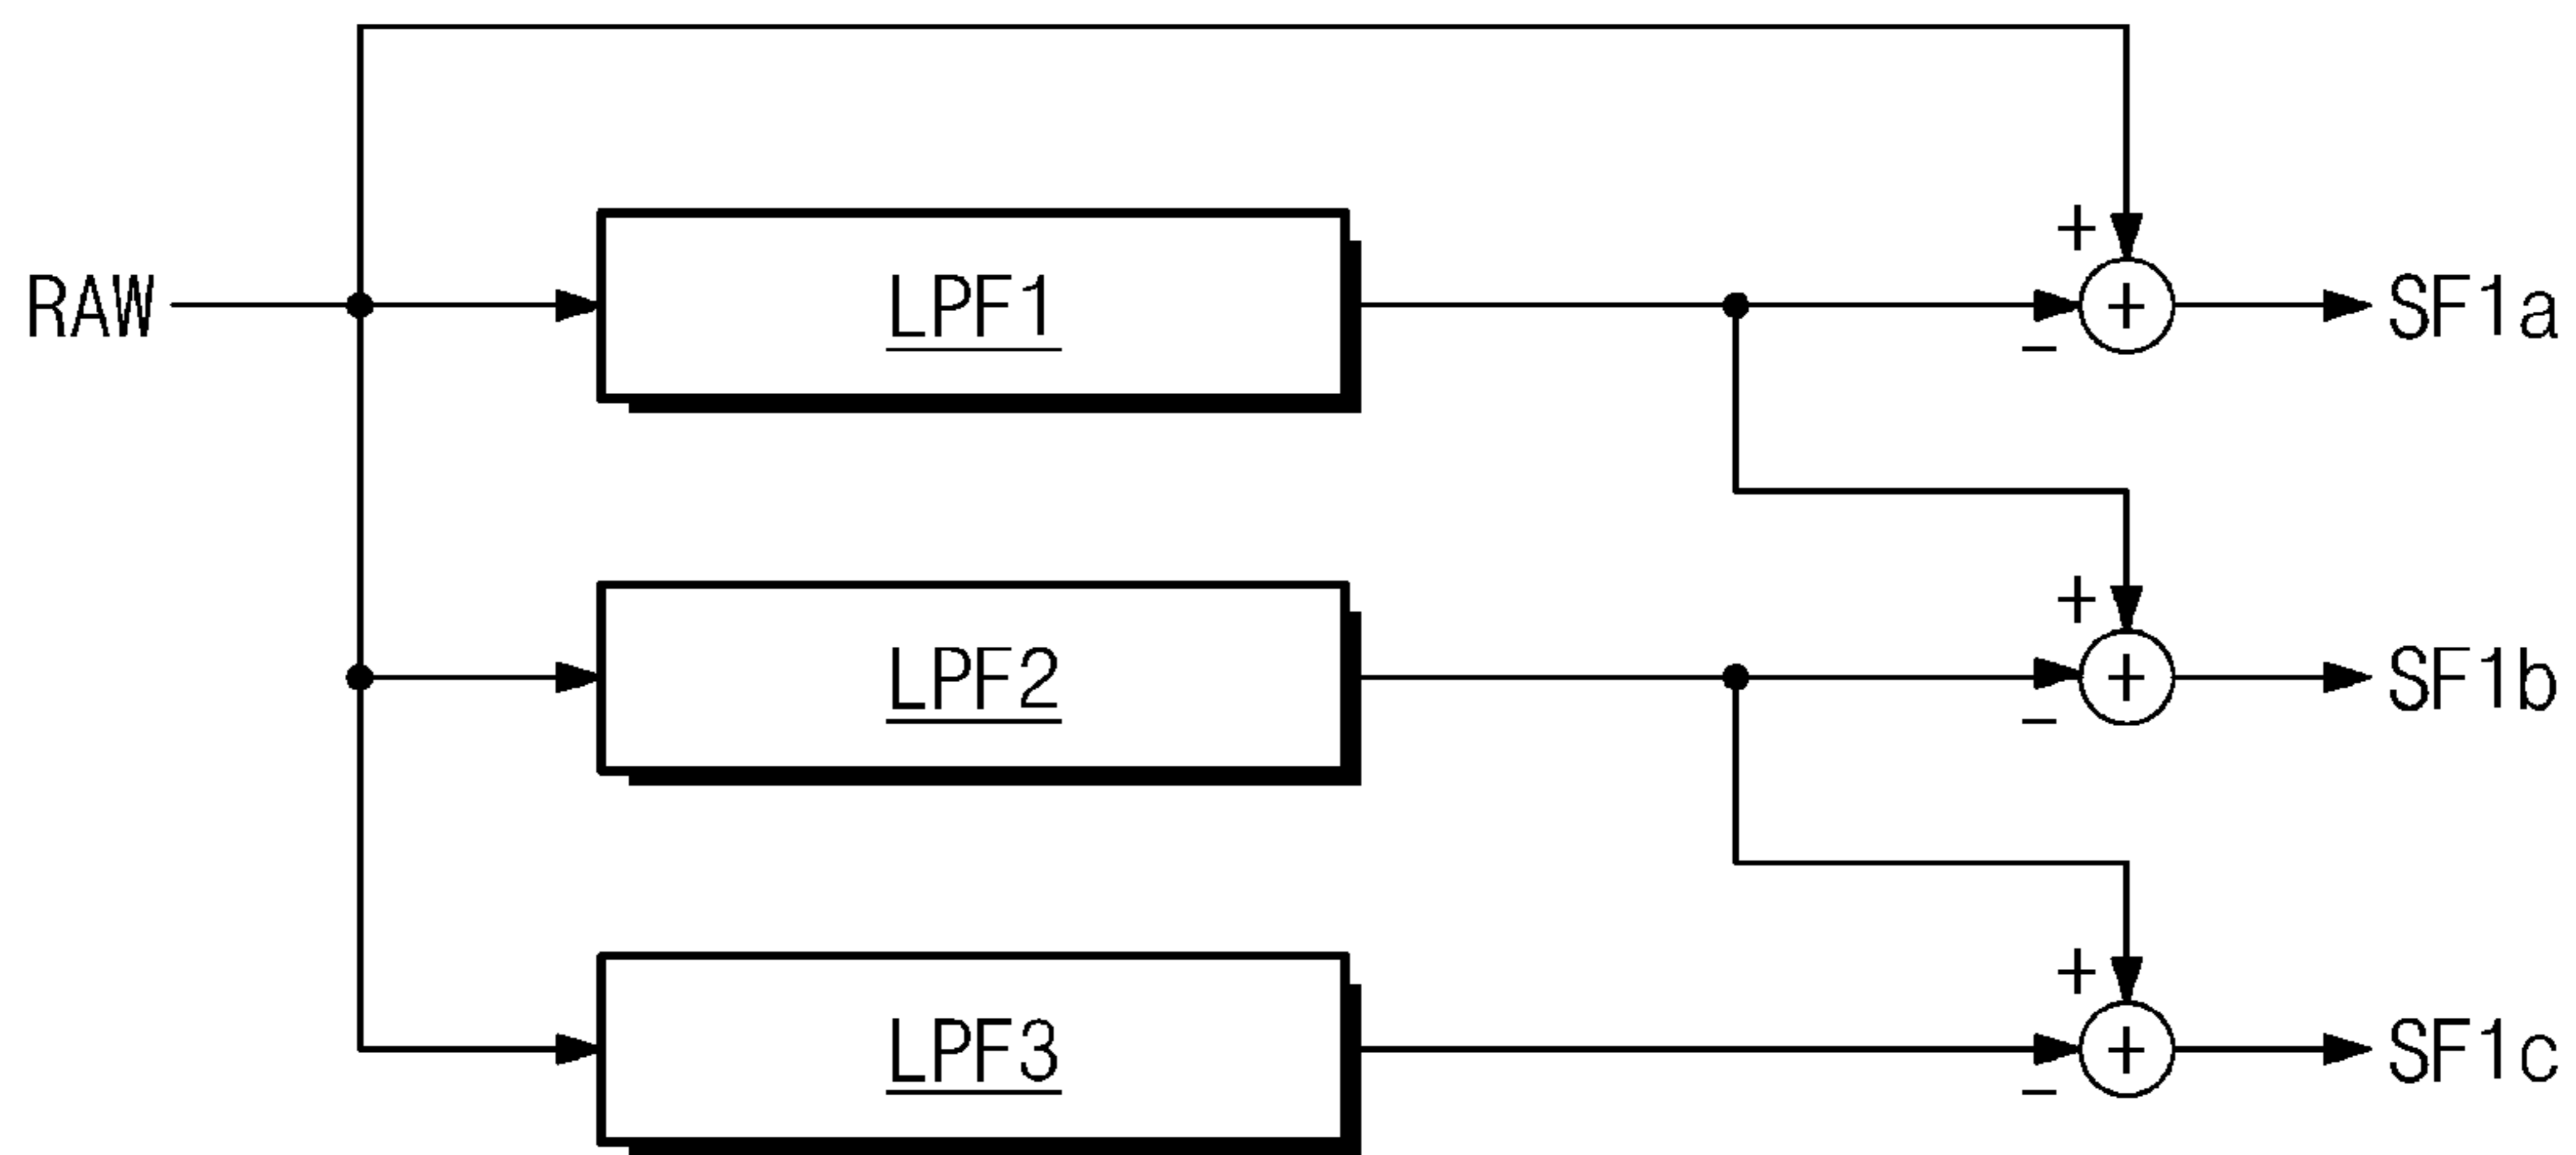 +
RAW LPF1 + SF1a
−
+
LPF2 + SF1b
−
+
LPF3 + SF1c
−